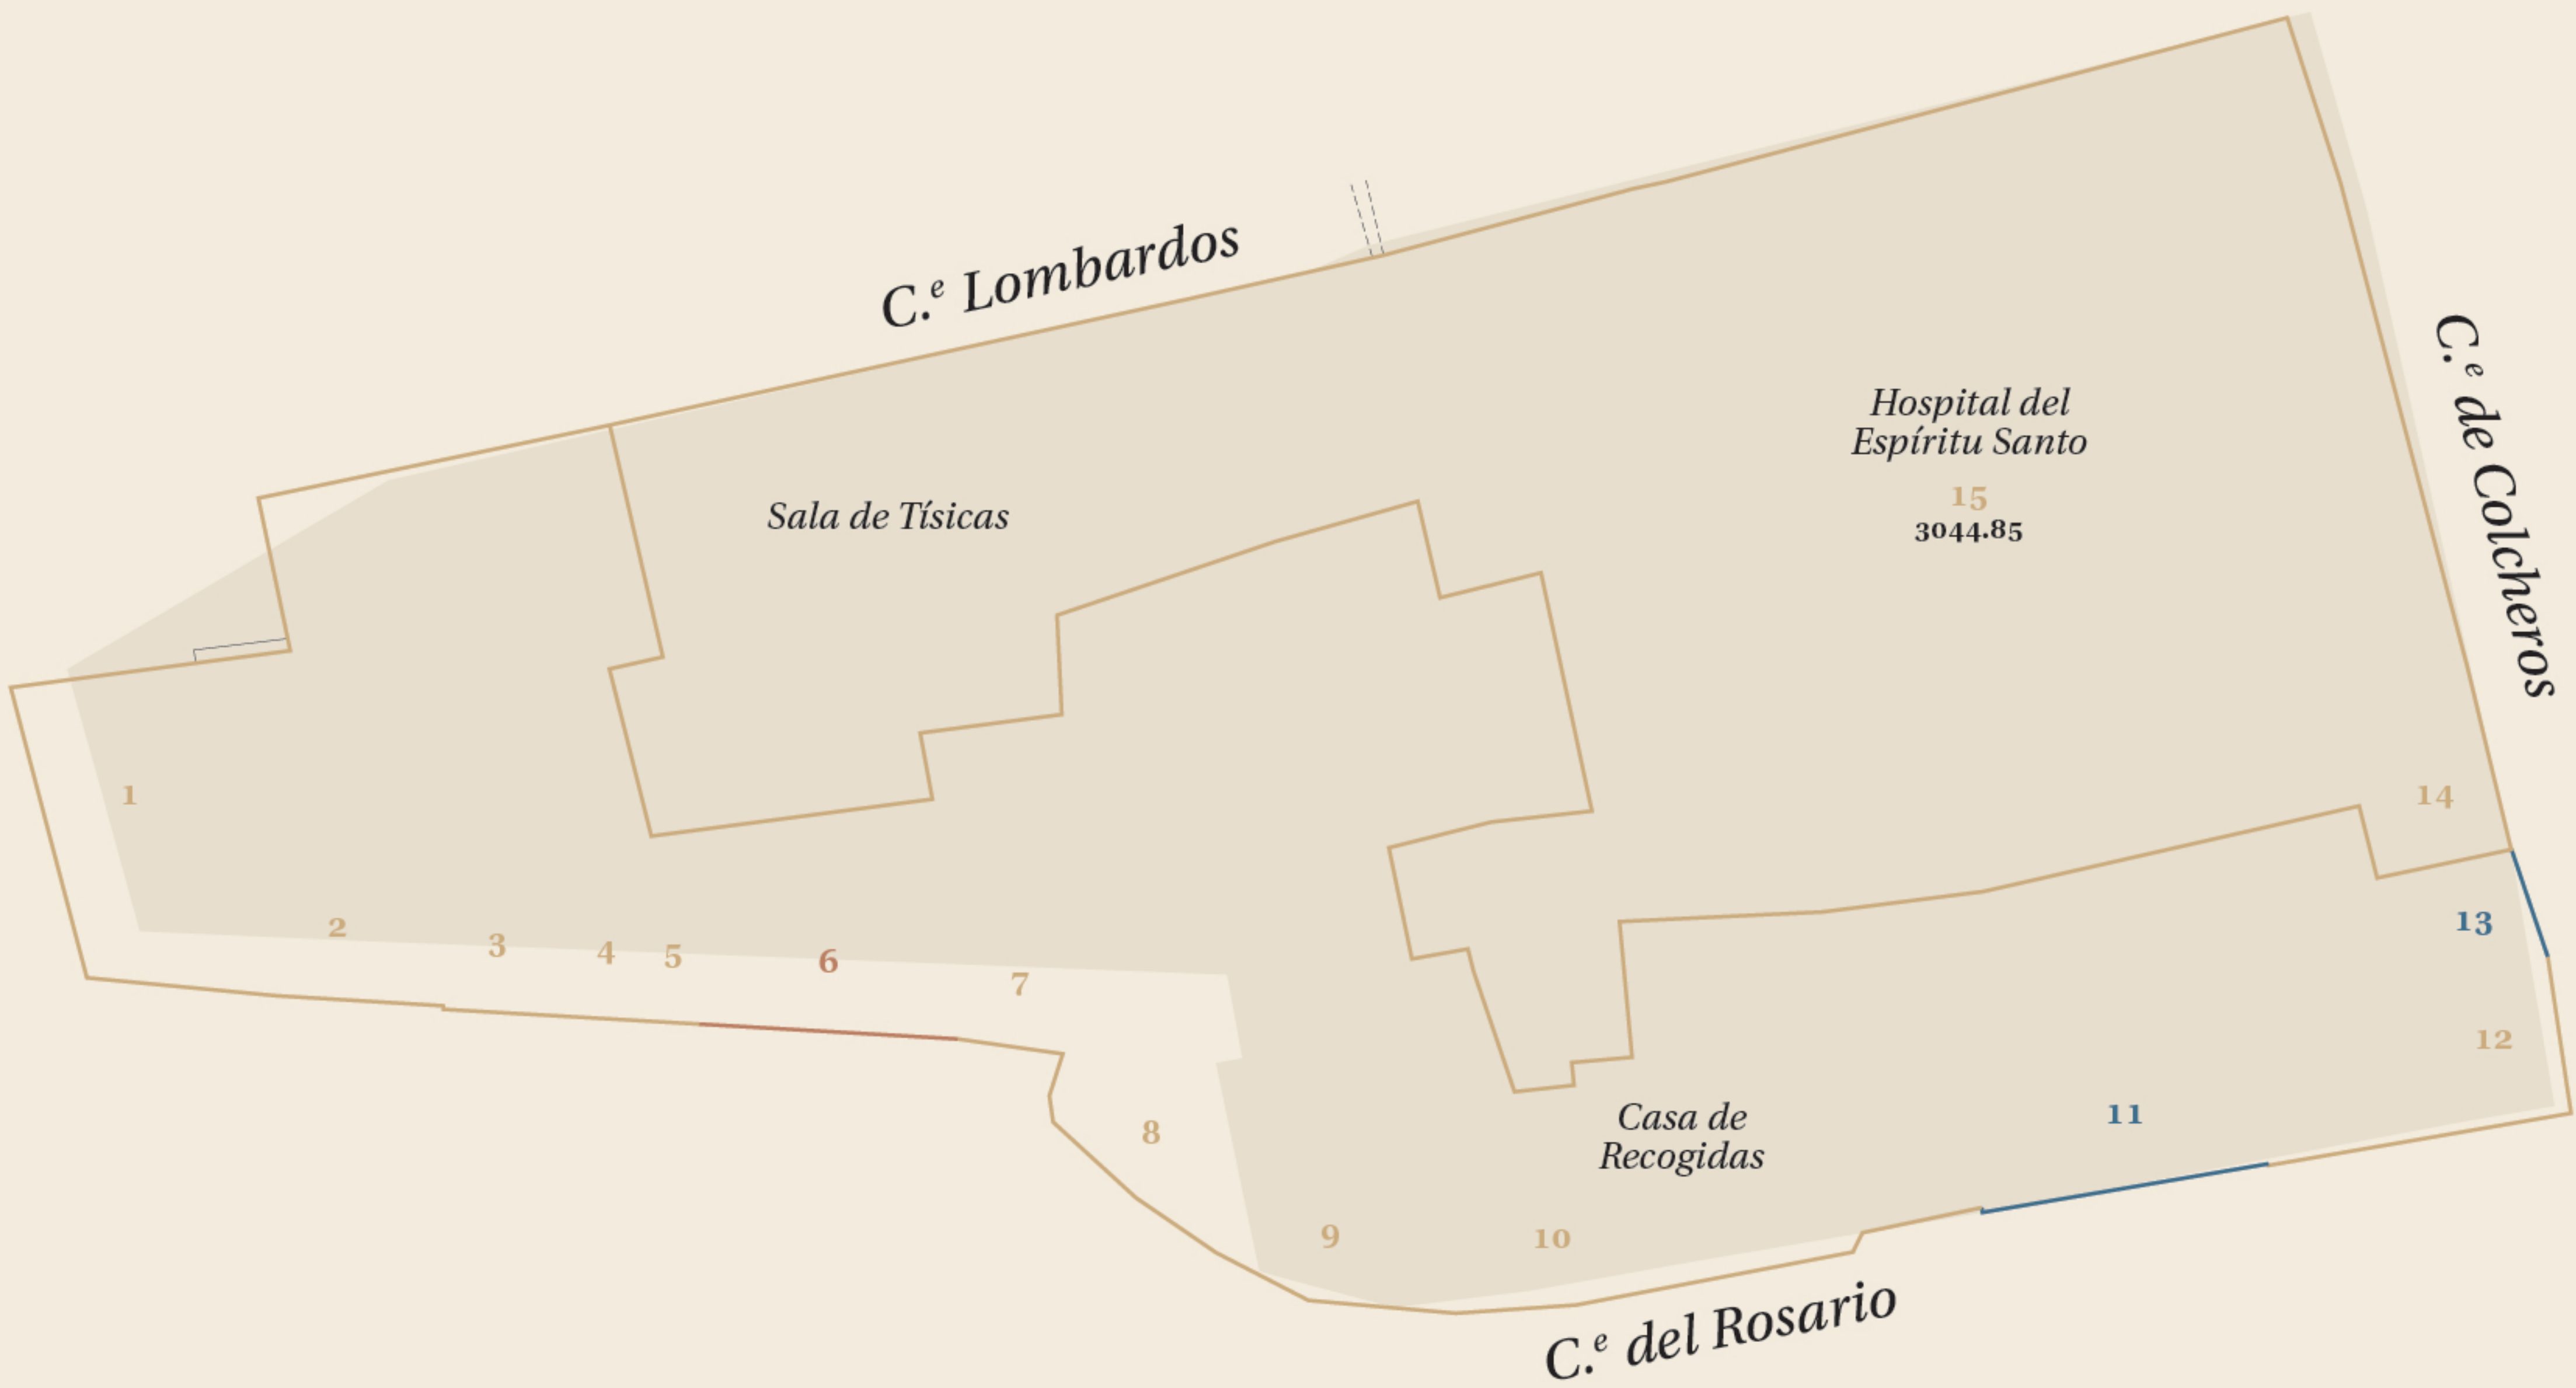 C.e Lombardos
C.e de Colcheros
Hospital del
Espíritu Santo
15
3044.85
Sala de Tísicas
1
2
3
4
5
6
7
8
9
10
11
12
13
14
Casa de
Recogidas
C.e del Rosario